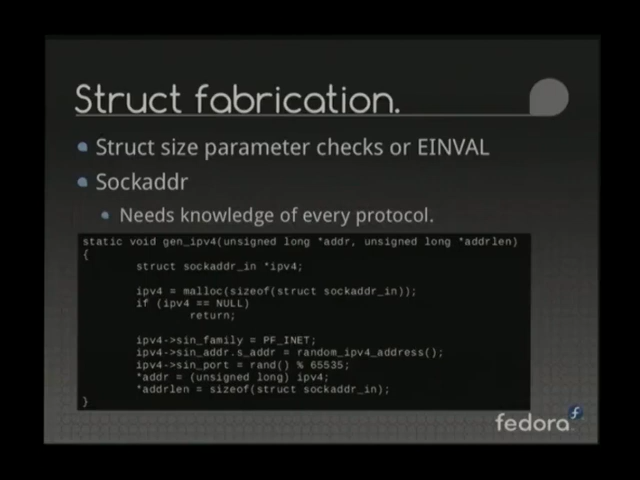 Struct fabrication.
Struct size parameter checks or EINVAL
Sockaddr
Needs knowledge of every protocol.
static void gen_ipv4(unsigned long *addr, unsigned long *addrlen)
{
struct sockaddr_in *ipv4;
ipv4 = malloc(sizeof(struct sockaddr_in));
if (ipv4 == NULL)
return;
ipv4->sin_family = PF_INET;
ipv4->sin_addr.s_addr = random_ipv4_address();
ipv4->sin_port = rand() % 65535;
*addr = (unsigned long) ipv4;
*addrlen = sizeof(struct sockaddr_in);
}
fedora